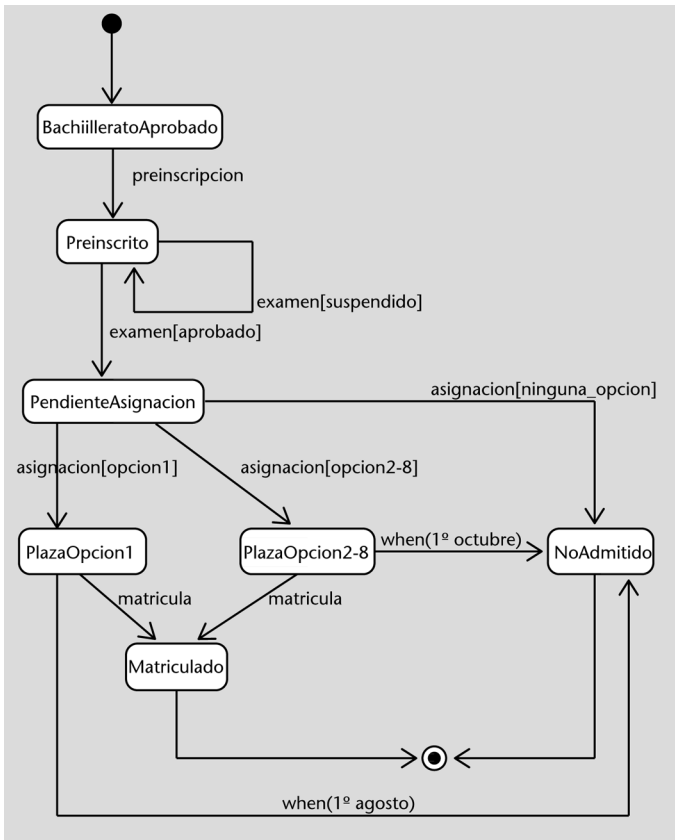 BachiilleratoAprobado
preinscripcion
Preinscrito
examen[suspendido]
examen[aprobado]
asignacion[ninguna_opcion]
PendienteAsignacion
asignacion[opcion1]
asignacion[opcion2-8]
when(1º octubre)
PlazaOpcion1
PlazaOpcion2-8
NoAdmitido
matricula
matricula
Matriculado
when(1º agosto)